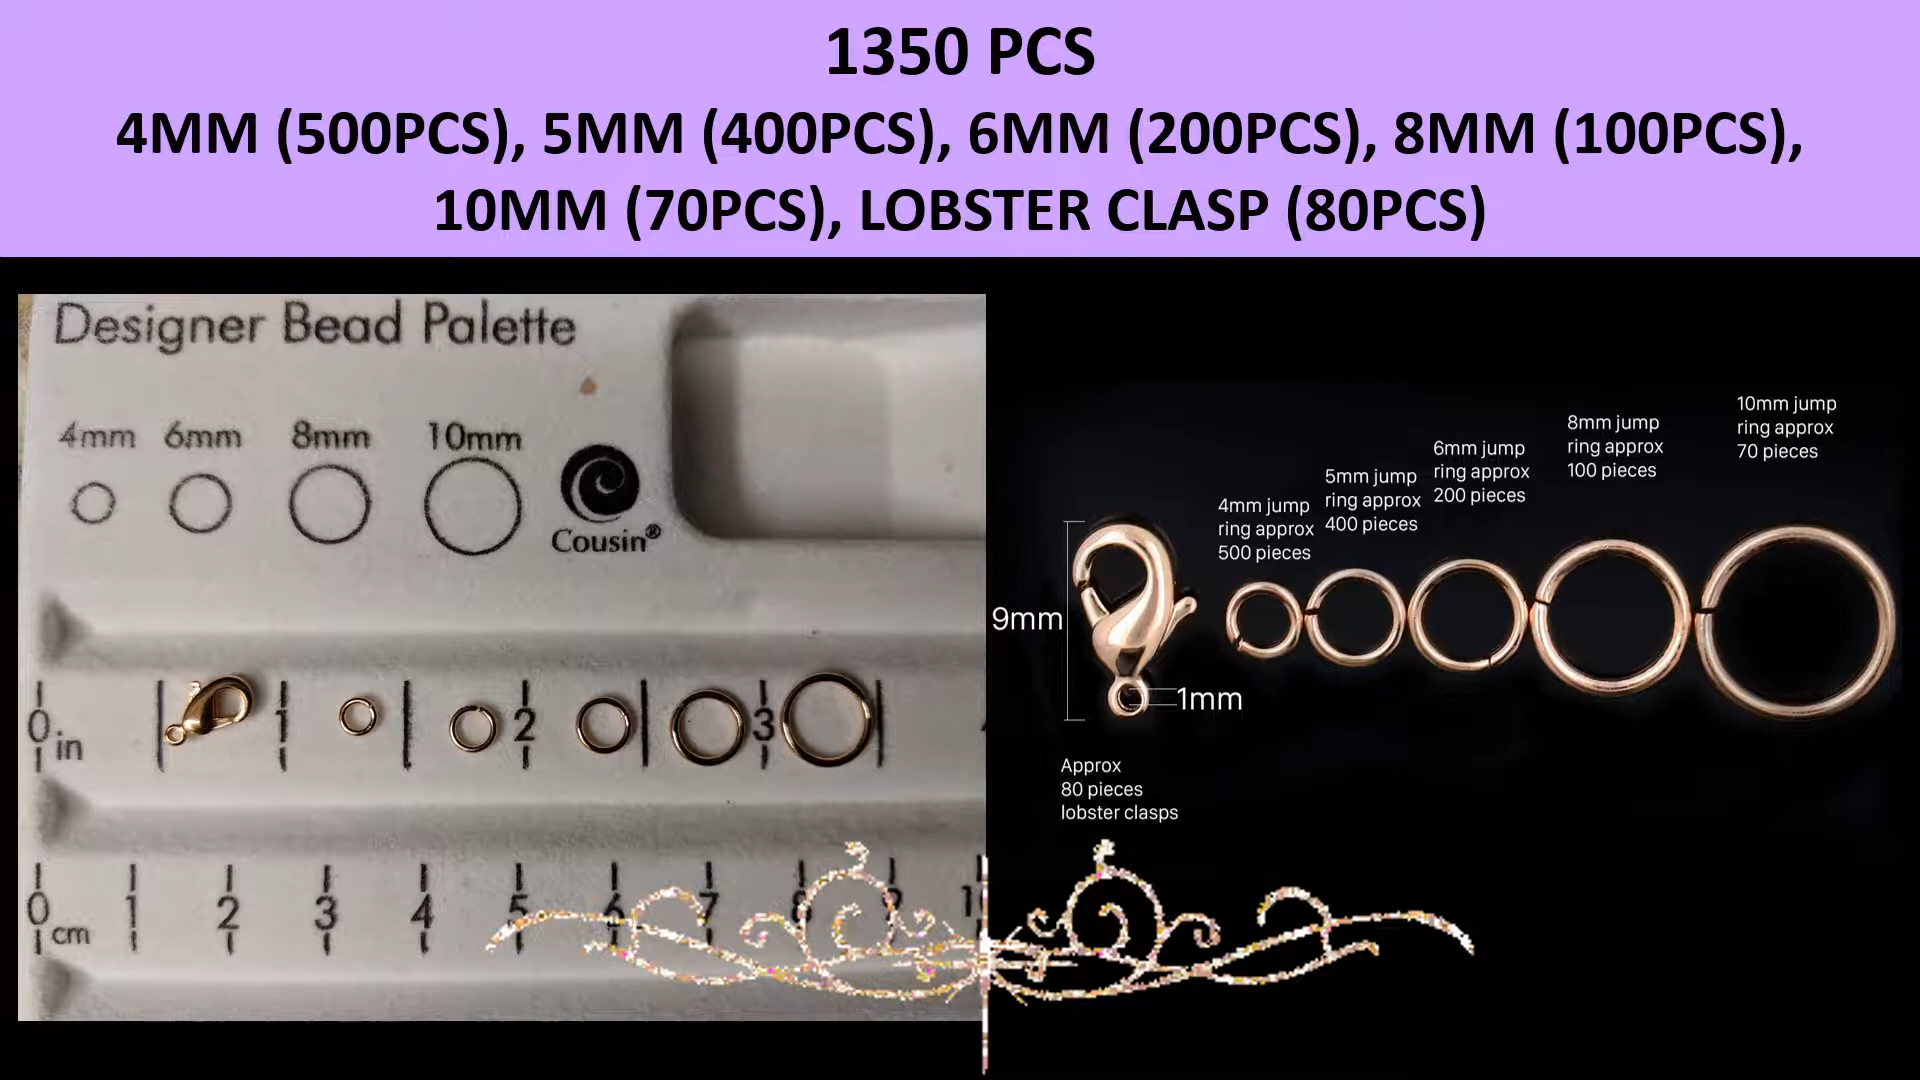 1350 PCS
4MM (500PCS), 5MM (400PCS), 6MM (200PCS), 8MM (100PCS),
10MM (70PCS), LOBSTER CLASP (80PCS)
Designer Bead Palette
4mm 6mm 8mm 10mm
Cousin®
0 in 1 2 3
0 cm 1 2 3 4 5 6 7 8 9
10mm jump
ring approx
70 pieces
8mm jump
ring approx
100 pieces
6mm jump
ring approx
200 pieces
5mm jump
ring approx
400 pieces
4mm jump
ring approx
500 pieces
9mm
1mm
Approx
80 pieces
lobster clasps